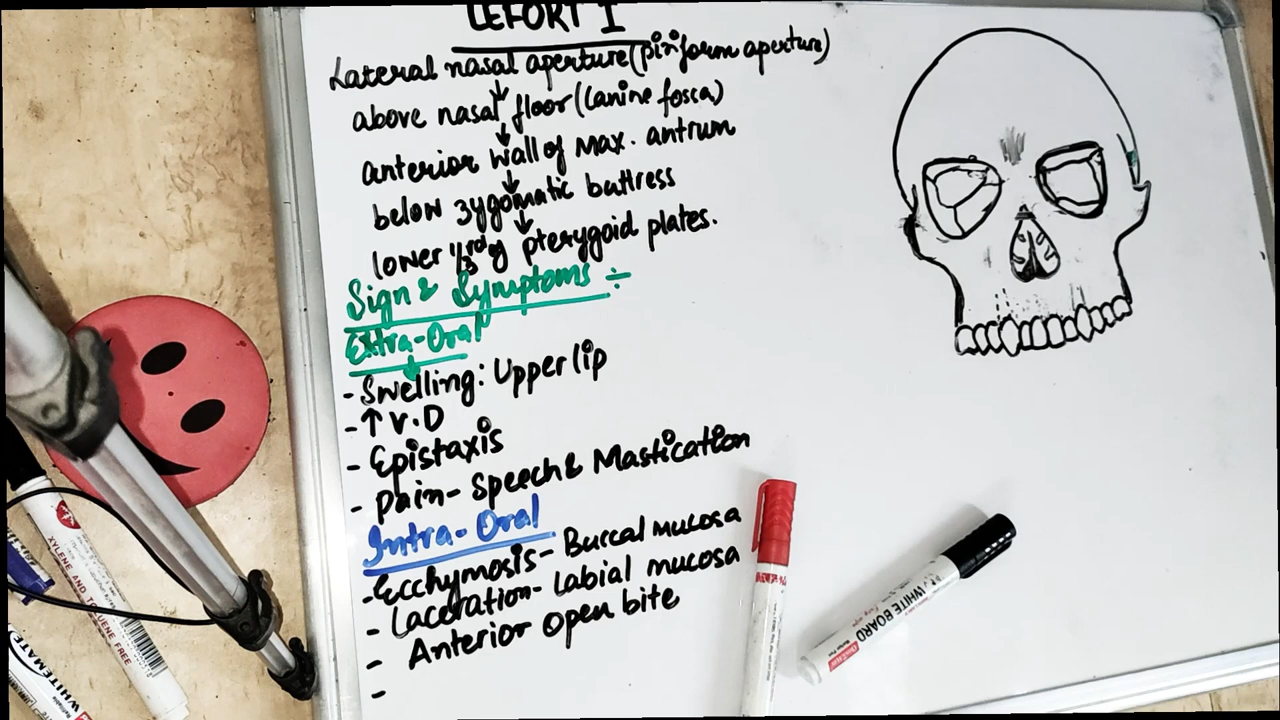 LEFORT I
Lateral nasal aperture(piriform aperture)
above nasal floor(Canine fossa)
anterior wall of Max. antrum
below zygomatic buttress
lower 1/3rd of pterygoid plates.
Sign & Symptoms ÷
Extra-Oral
- Swelling: Upper lip
- ↑ V.D
- Epistaxis
- Pain- Speech & Mastication
Intra-Oral
- Ecchymosis- Buccal mucosa
- Laceration- Labial mucosa
- Anterior open bite
-
WHITE BOARD
XYLENE AND TOLUENE FREE
WHITEMATE